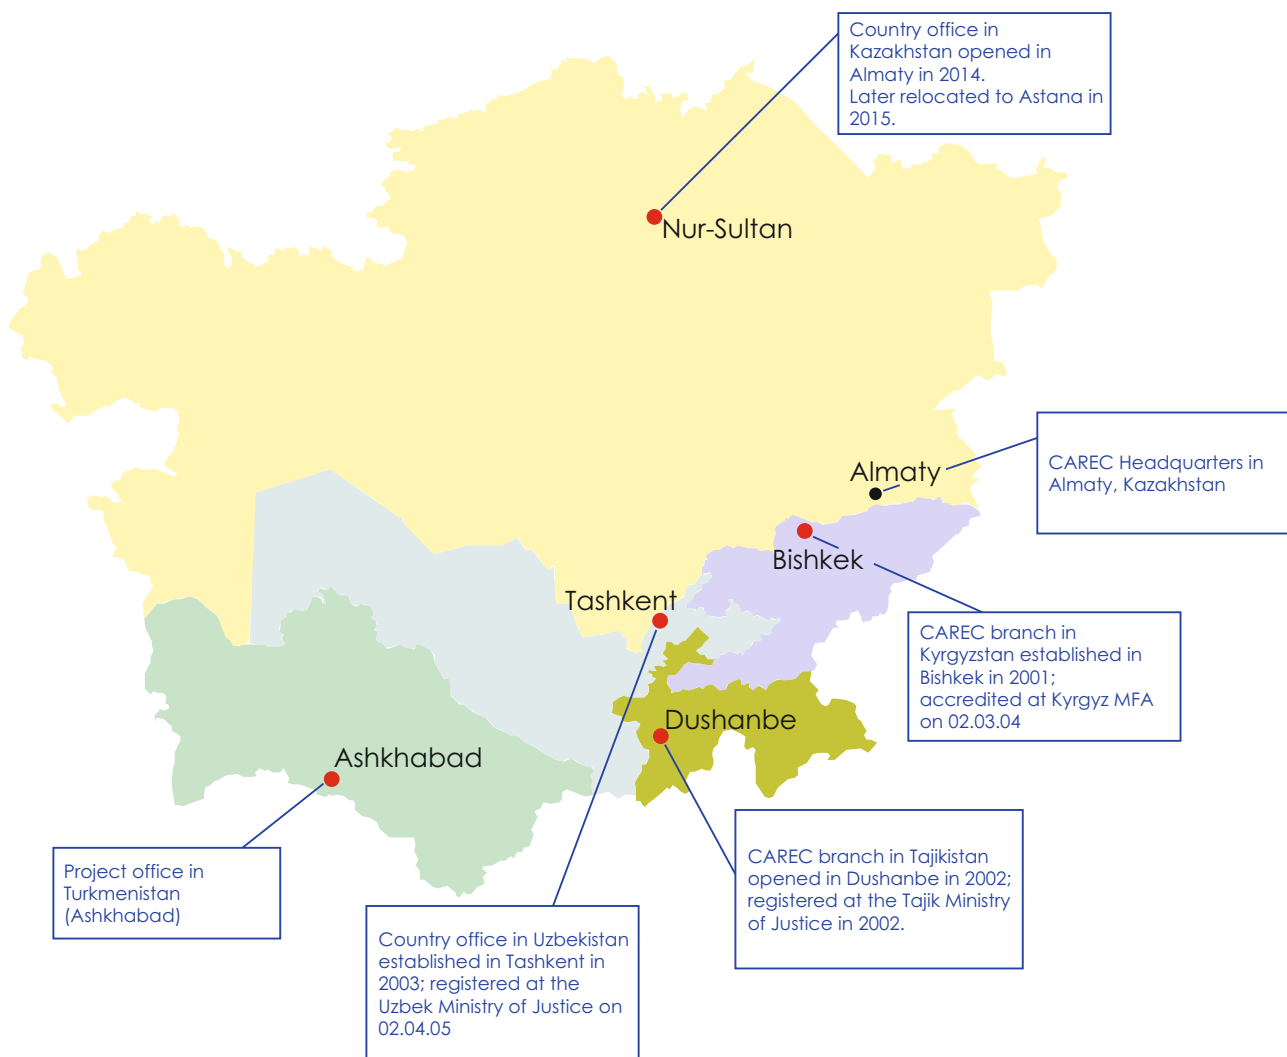 Country office in
Kazakhstan opened in
Almaty in 2014.
Later relocated to Astana in
2015.
Nur-Sultan
Almaty
CAREC Headquarters in
Almaty, Kazakhstan
Bishkek
Tashkent
CAREC branch in
Kyrgyzstan established in
Bishkek in 2001;
accredited at Kyrgyz MFA
on 02.03.04
Dushanbe
Ashkhabad
Project office in
Turkmenistan
(Ashkhabad)
CAREC branch in Tajikistan
opened in Dushanbe in 2002;
registered at the Tajik Ministry
of Justice in 2002.
Country office in Uzbekistan
established in Tashkent in
2003; registered at the
Uzbek Ministry of Justice on
02.04.05